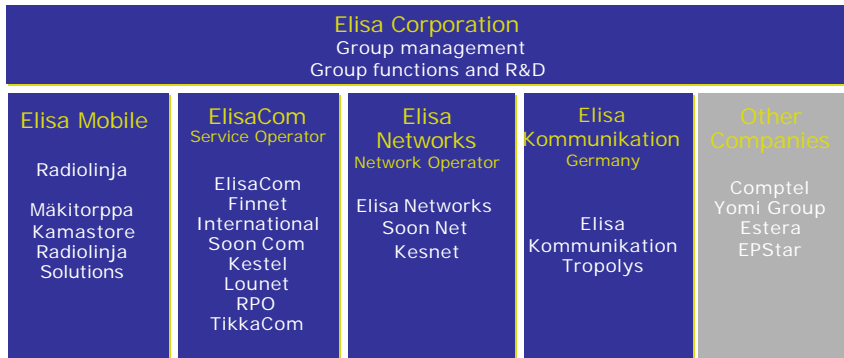 Elisa Corporation
Group management
Group functions and R&D
Elisa Mobile
Radiolinja
Mäkitorppa
Kamastore
Radiolinja
Solutions
ElisaCom
Service Operator
ElisaCom
Finnet
International
Soon Com
Kestel
Lounet
RPO
TikkaCom
Elisa
Networks
Network Operator
Elisa Networks
Soon Net
Kesnet
Elisa
Kommunikation
Germany
Elisa
Kommunikation
Tropolys
Other
Companies
Comptel
Yomi Group
Estera
EPStar